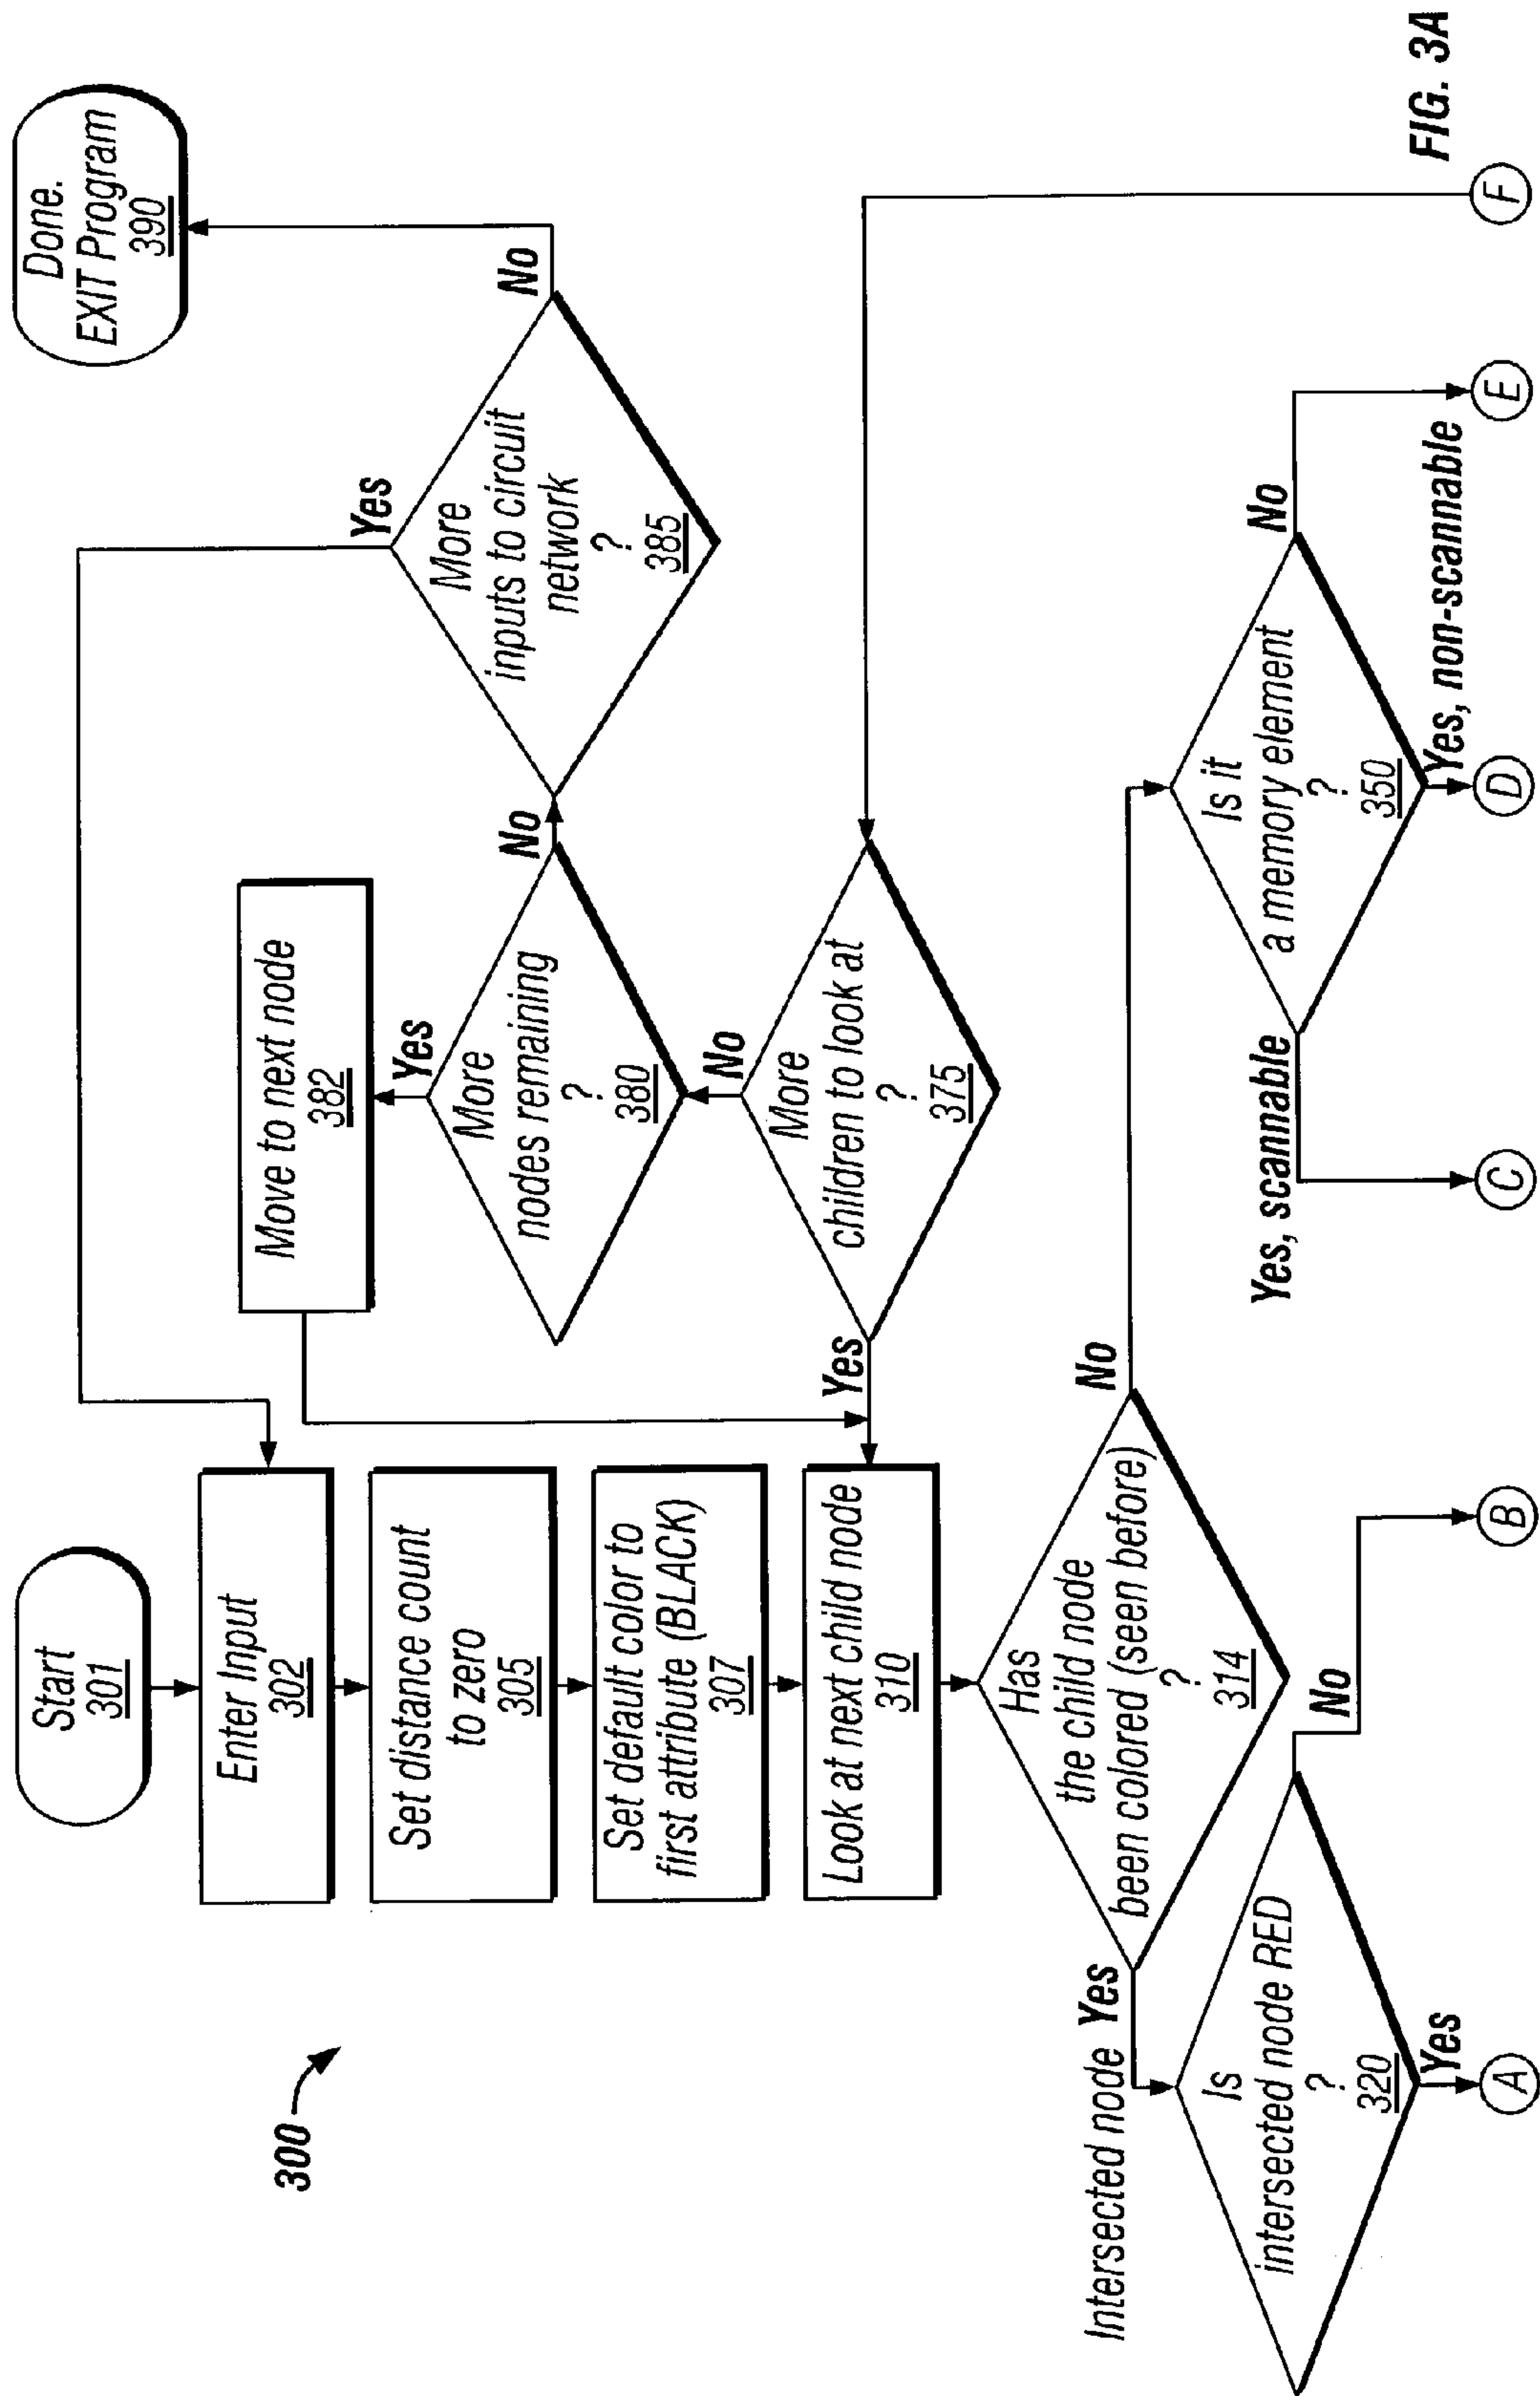 300
Start
301
Enter Input
302
Set distance count
to zero
305
Set default color to
first attribute (BLACK)
307
Look at next child node
310
Has
the child node
been colored (seen before)
?
314
Intersected node Yes
No
Is
intersected node RED
?
320
Yes
No
A
B
Done.
EXIT Program
390
Yes
More
inputs to circuit
network
?
385
No
Move to next node
382
Yes
More
nodes remaining
?
380
No
No
More
children to look at
?
375
Yes
Is it
a memory element
?
350
Yes, scannable
No
Yes, non-scannable
C
D
E
F
FIG. 3A